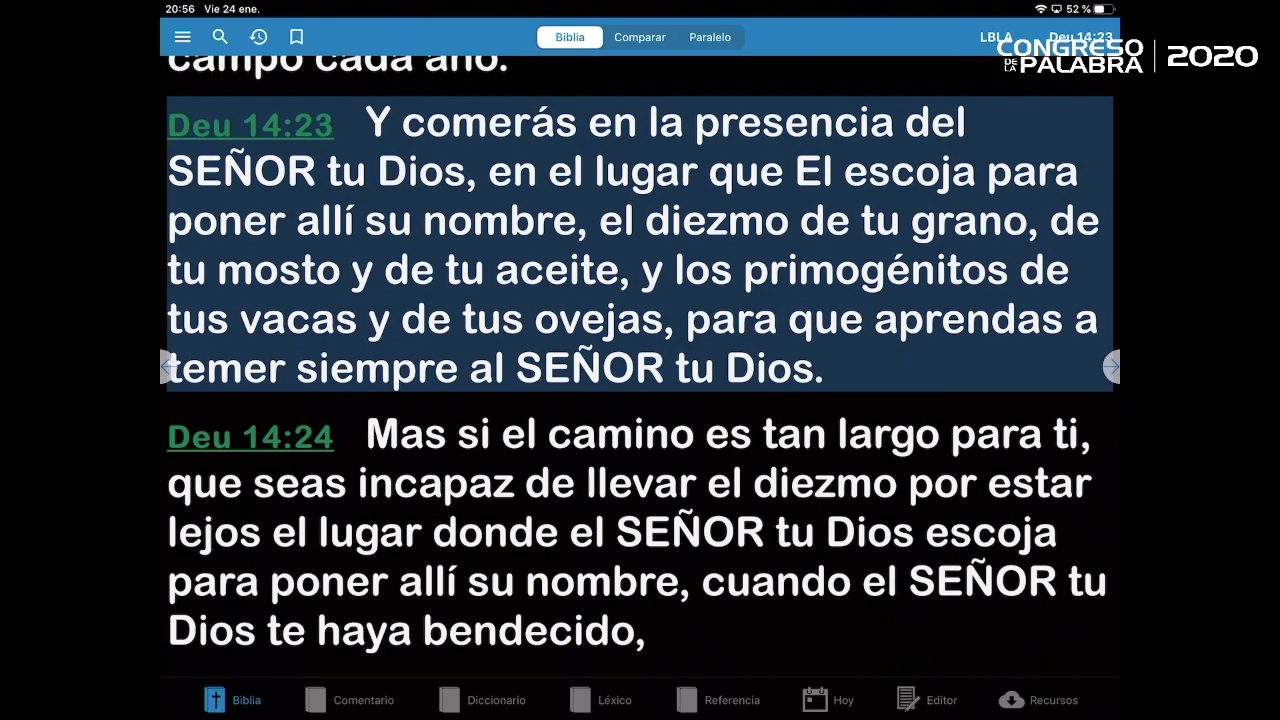 20:56 Vie 24 ene.
52 %
Biblia Comparar Paralelo
LBLA Deu 14:23
CONGRESO
DE LA PALABRA
2020
campo cada año.
Deu 14:23 Y comerás en la presencia del
SEÑOR tu Dios, en el lugar que El escoja para
poner allí su nombre, el diezmo de tu grano, de
tu mosto y de tu aceite, y los primogénitos de
tus vacas y de tus ovejas, para que aprendas a
temer siempre al SEÑOR tu Dios.
Deu 14:24 Mas si el camino es tan largo para ti,
que seas incapaz de llevar el diezmo por estar
lejos el lugar donde el SEÑOR tu Dios escoja
para poner allí su nombre, cuando el SEÑOR tu
Dios te haya bendecido,
Biblia Comentario Diccionario Léxico Referencia Hoy Editor Recursos